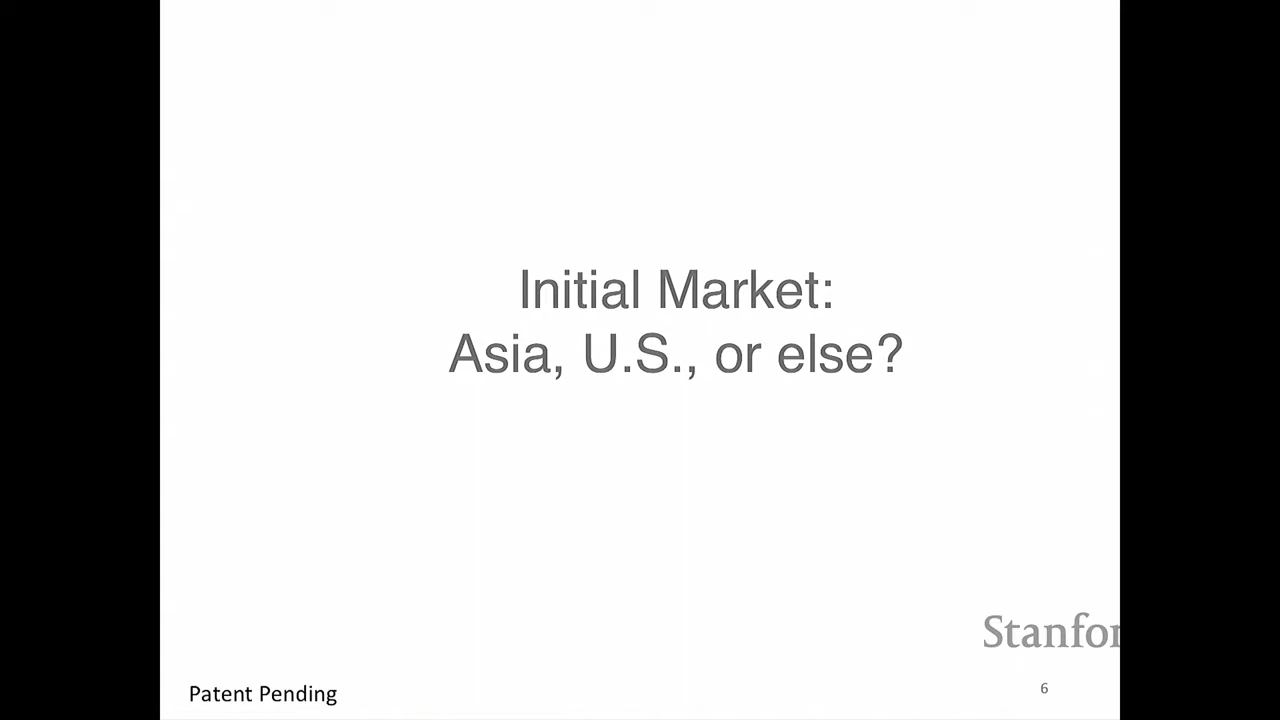 Initial Market:
Asia, U.S., or else?
Stanfor
Patent Pending
6